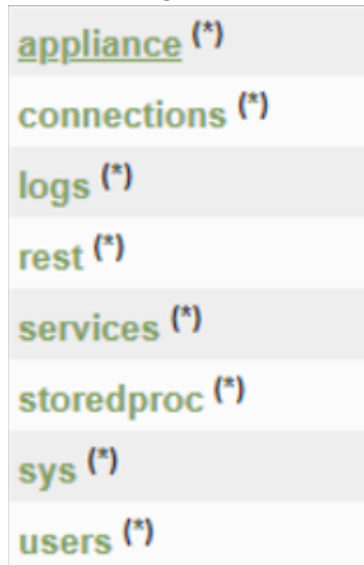 appliance (*)
connections (*)
logs (*)
rest (*)
services (*)
storedproc (*)
sys (*)
users (*)